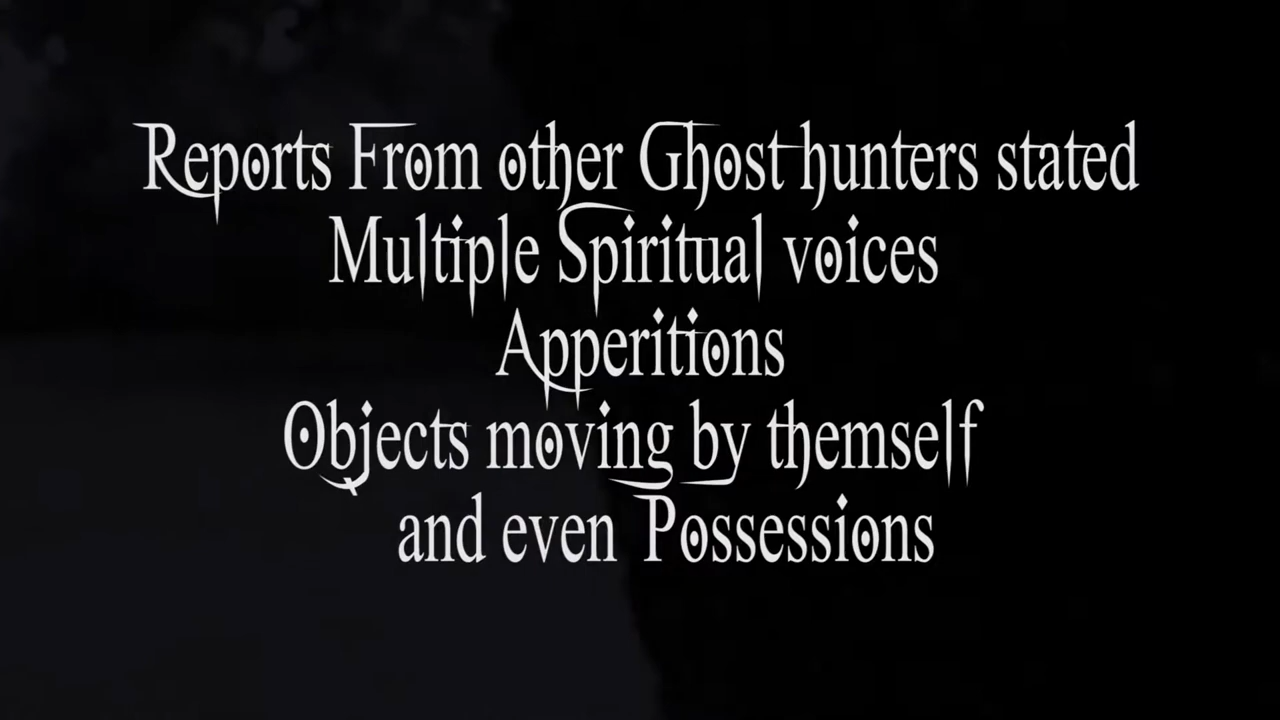 Reports From other Ghost hunters stated
Multiple Spiritual voices
Apperitions
Objects moving by themself
and even Possessions